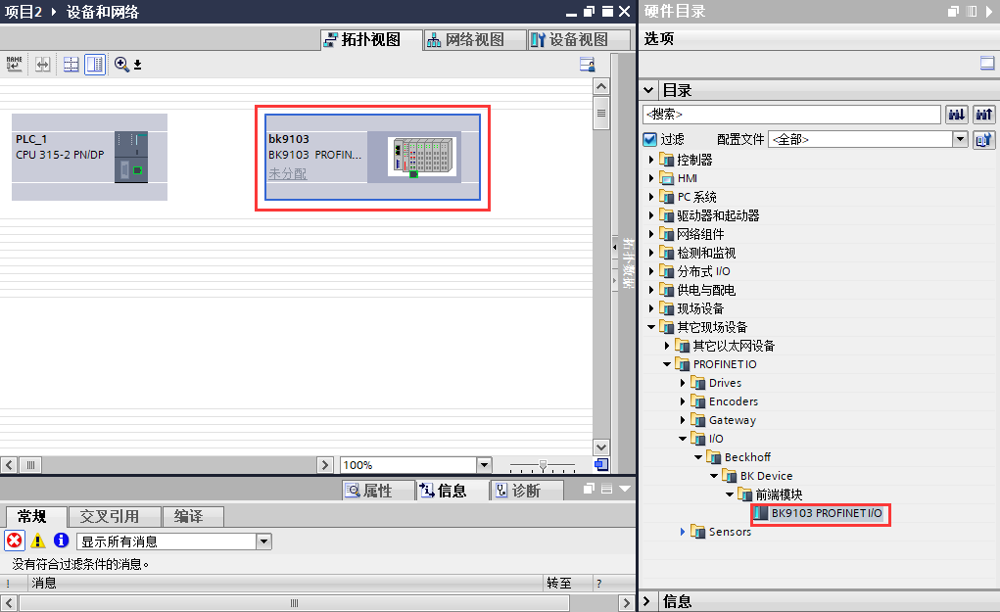 项目2 ▸ 设备和网络
拓扑视图
网络视图
设备视图
NAME
PLC_1
CPU 315-2 PN/DP
bk9103
BK9103 PROFIN...
未分配
拓扑数据
100%
属性
信息
诊断
常规
交叉引用
编译
显示所有消息
没有符合过滤条件的消息。
! 消息 转至 ?
硬件目录
选项
目录
<搜索>
过滤 配置文件 <全部>
控制器
HMI
PC 系统
驱动器和起动器
网络组件
检测和监视
分布式 I/O
供电与配电
现场设备
其它现场设备
其它以太网设备
PROFINET IO
Drives
Encoders
Gateway
I/O
Beckhoff
BK Device
前端模块
BK9103 PROFINET I/O
Sensors
信息